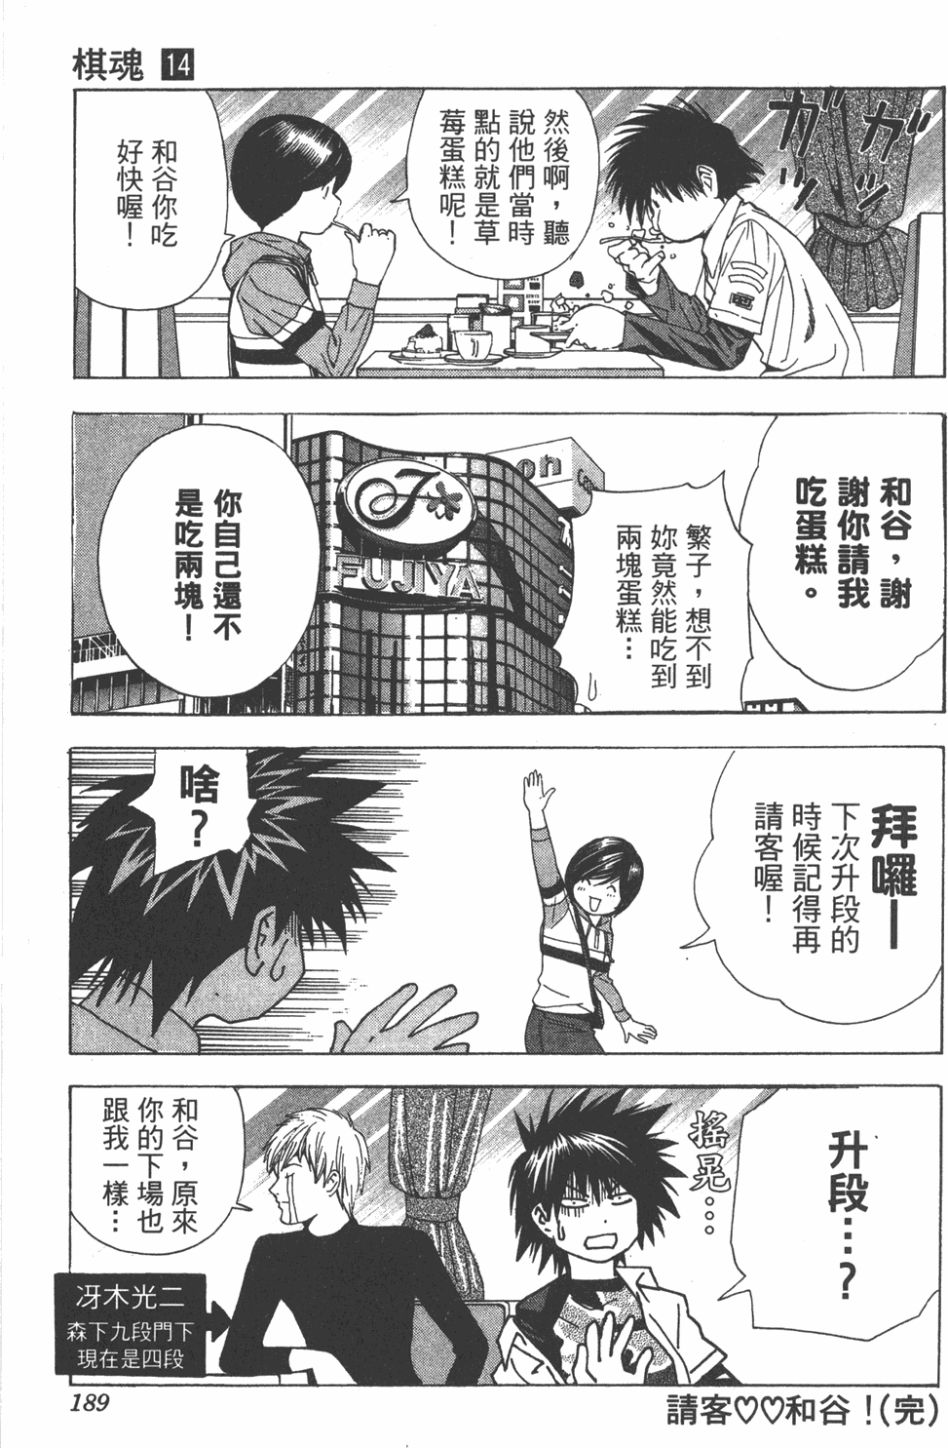 棋魂 14
然後啊，聽
說他們當時
點的就是草
莓蛋糕呢！
和谷你吃
好快喔！
ガッ
ガッ
和谷，謝
謝你請我
吃蛋糕。
繁子，想不到
妳竟然能吃到
兩塊蛋糕…
你自己還不
是吃兩塊！
FUJIYA
拜囉—
下次升段的
時候記得再
請客喔！
啥？
升段…？
搖晃…
和谷，原來
你的下場也
跟我一樣…
冴木光二
森下九段門下
現在是四段
189
請客♡♡和谷！(完)